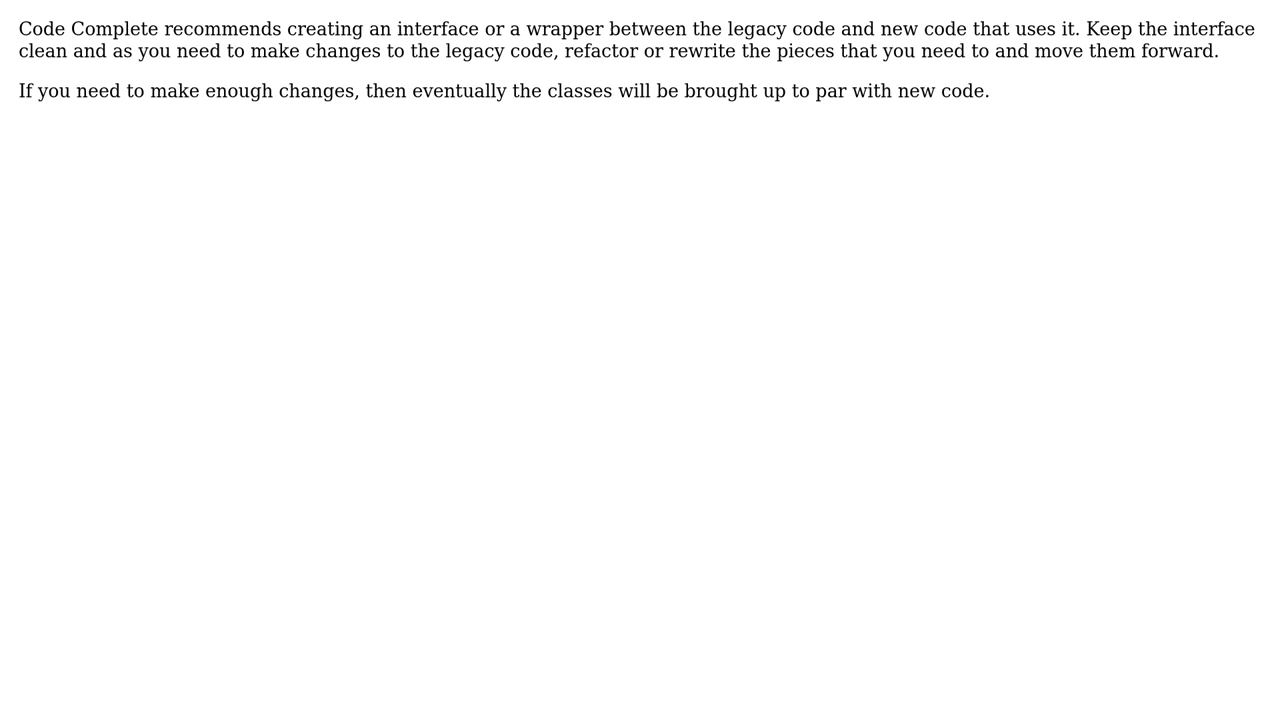 Code Complete recommends creating an interface or a wrapper between the legacy code and new code that uses it. Keep the interface
clean and as you need to make changes to the legacy code, refactor or rewrite the pieces that you need to and move them forward.
If you need to make enough changes, then eventually the classes will be brought up to par with new code.